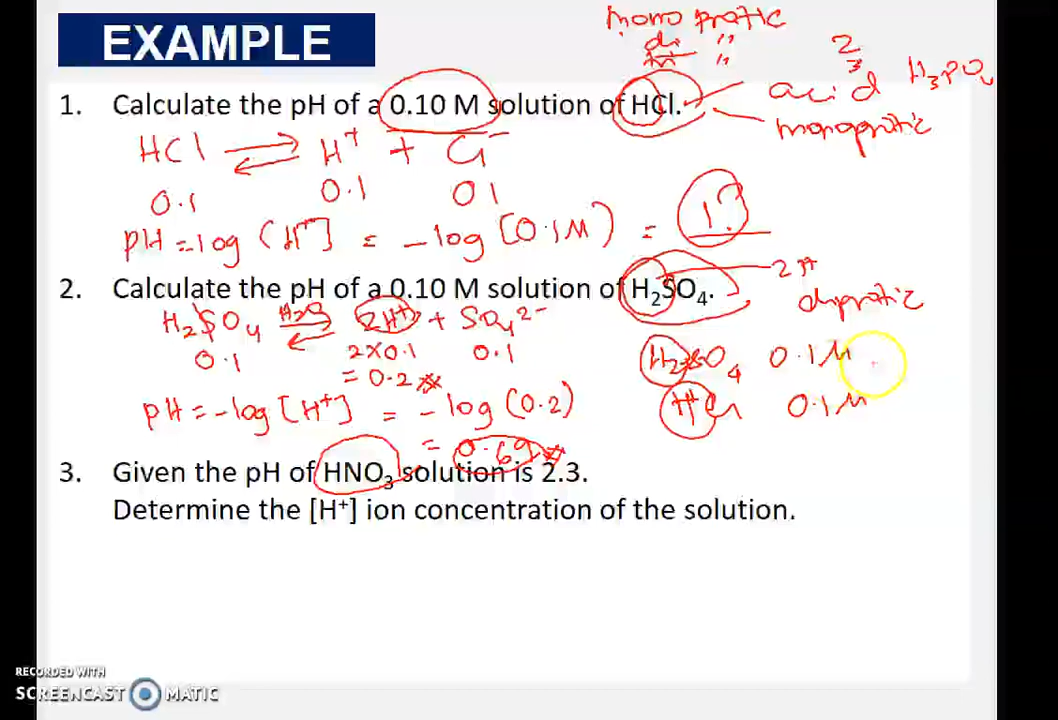 EXAMPLE
mono protic
di "
tri "
2
3
acid H₃PO₄
monoprotic
1. Calculate the pH of a 0.10 M solution of HCl.
HCl ⇌ H⁺ + Cl⁻
0.1 0.1 0.1
pH = -log [H⁺] = -log [0.1M] =
2. Calculate the pH of a 0.10 M solution of H₂SO₄.
2H
diprotic
H₂SO₄ H₂O ⇌ 2H⁺ + SO₄²⁻
0.1 2×0.1 0.1
= 0.2
H₂SO₄ 0.1M
pH = -log [H⁺] = -log (0.2)
HCl 0.1M
= 0.69
3. Given the pH of HNO₃ solution is 2.3.
Determine the [H⁺] ion concentration of the solution.
RECORDED WITH
SCREENCAST MATIC